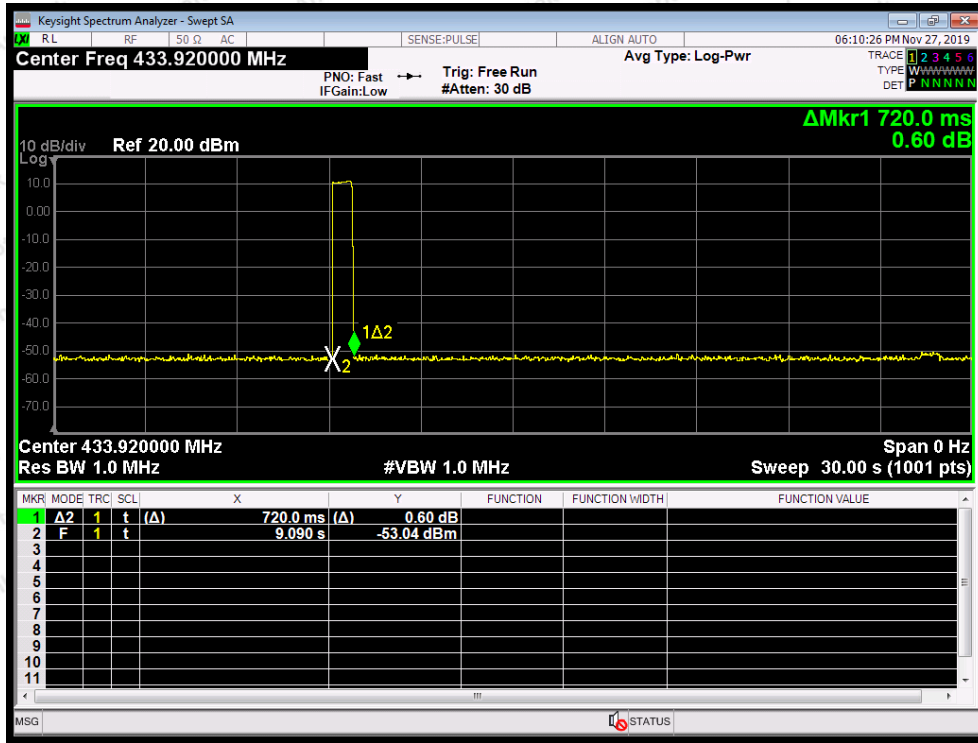 Keysight Spectrum Analyzer - Swept SA
LXI RL RF 50 Ω AC SENSE:PULSE ALIGN AUTO 06:10:26 PM Nov 27, 2019
Center Freq 433.920000 MHz Avg Type: Log-Pwr TRACE 1 2 3 4 5 6
PNO: Fast Trig: Free Run TYPE W
IFGain:Low #Atten: 30 dB DET P N N N N N
ΔMkr1 720.0 ms
10 dB/div Ref 20.00 dBm 0.60 dB
Log
10.0
0.00
-10.0
-20.0
-30.0
-40.0
1Δ2
-50.0
2
-60.0
-70.0
Center 433.920000 MHz Span 0 Hz
Res BW 1.0 MHz #VBW 1.0 MHz Sweep 30.00 s (1001 pts)
MKR MODE TRC SCL X Y FUNCTION FUNCTION WIDTH FUNCTION VALUE
1 Δ2 1 t (Δ) 720.0 ms (Δ) 0.60 dB
2 F 1 t 9.090 s -53.04 dBm
3
4
5
6
7
8
9
10
11
MSG STATUS